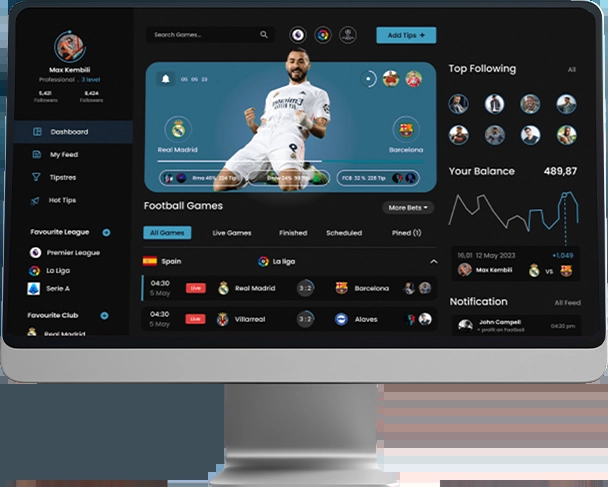 Max Kembili
Professional . 3 level
5,421
Followers
8,424
Followers
Dashboard
My Feed
Tipstres
Hot Tips
Favourite League
Premier League
La Liga
Serie A
Favourite Club
Real Madrid
Search Games...
Add Tips +
05 05 23
Real Madrid
Barcelona
Rma 46% 224 Tip
Draw 24%
FCB 32 % 228 Tip
Football Games
More Bets
All Games
Live Games
Finished
Scheduled
Pined (1)
Spain
La liga
04:30
5 May
Live
Real Madrid
3:2
Barcelona
04:30
5 May
Live
Villarreal
3:2
Alaves
Top Following
All
Your Balance
489,87
16,01 12 May 2023
+1,049
Max Kembili
VS
Notification
All Feed
John Campell
+ profit on Football
04:20 pm